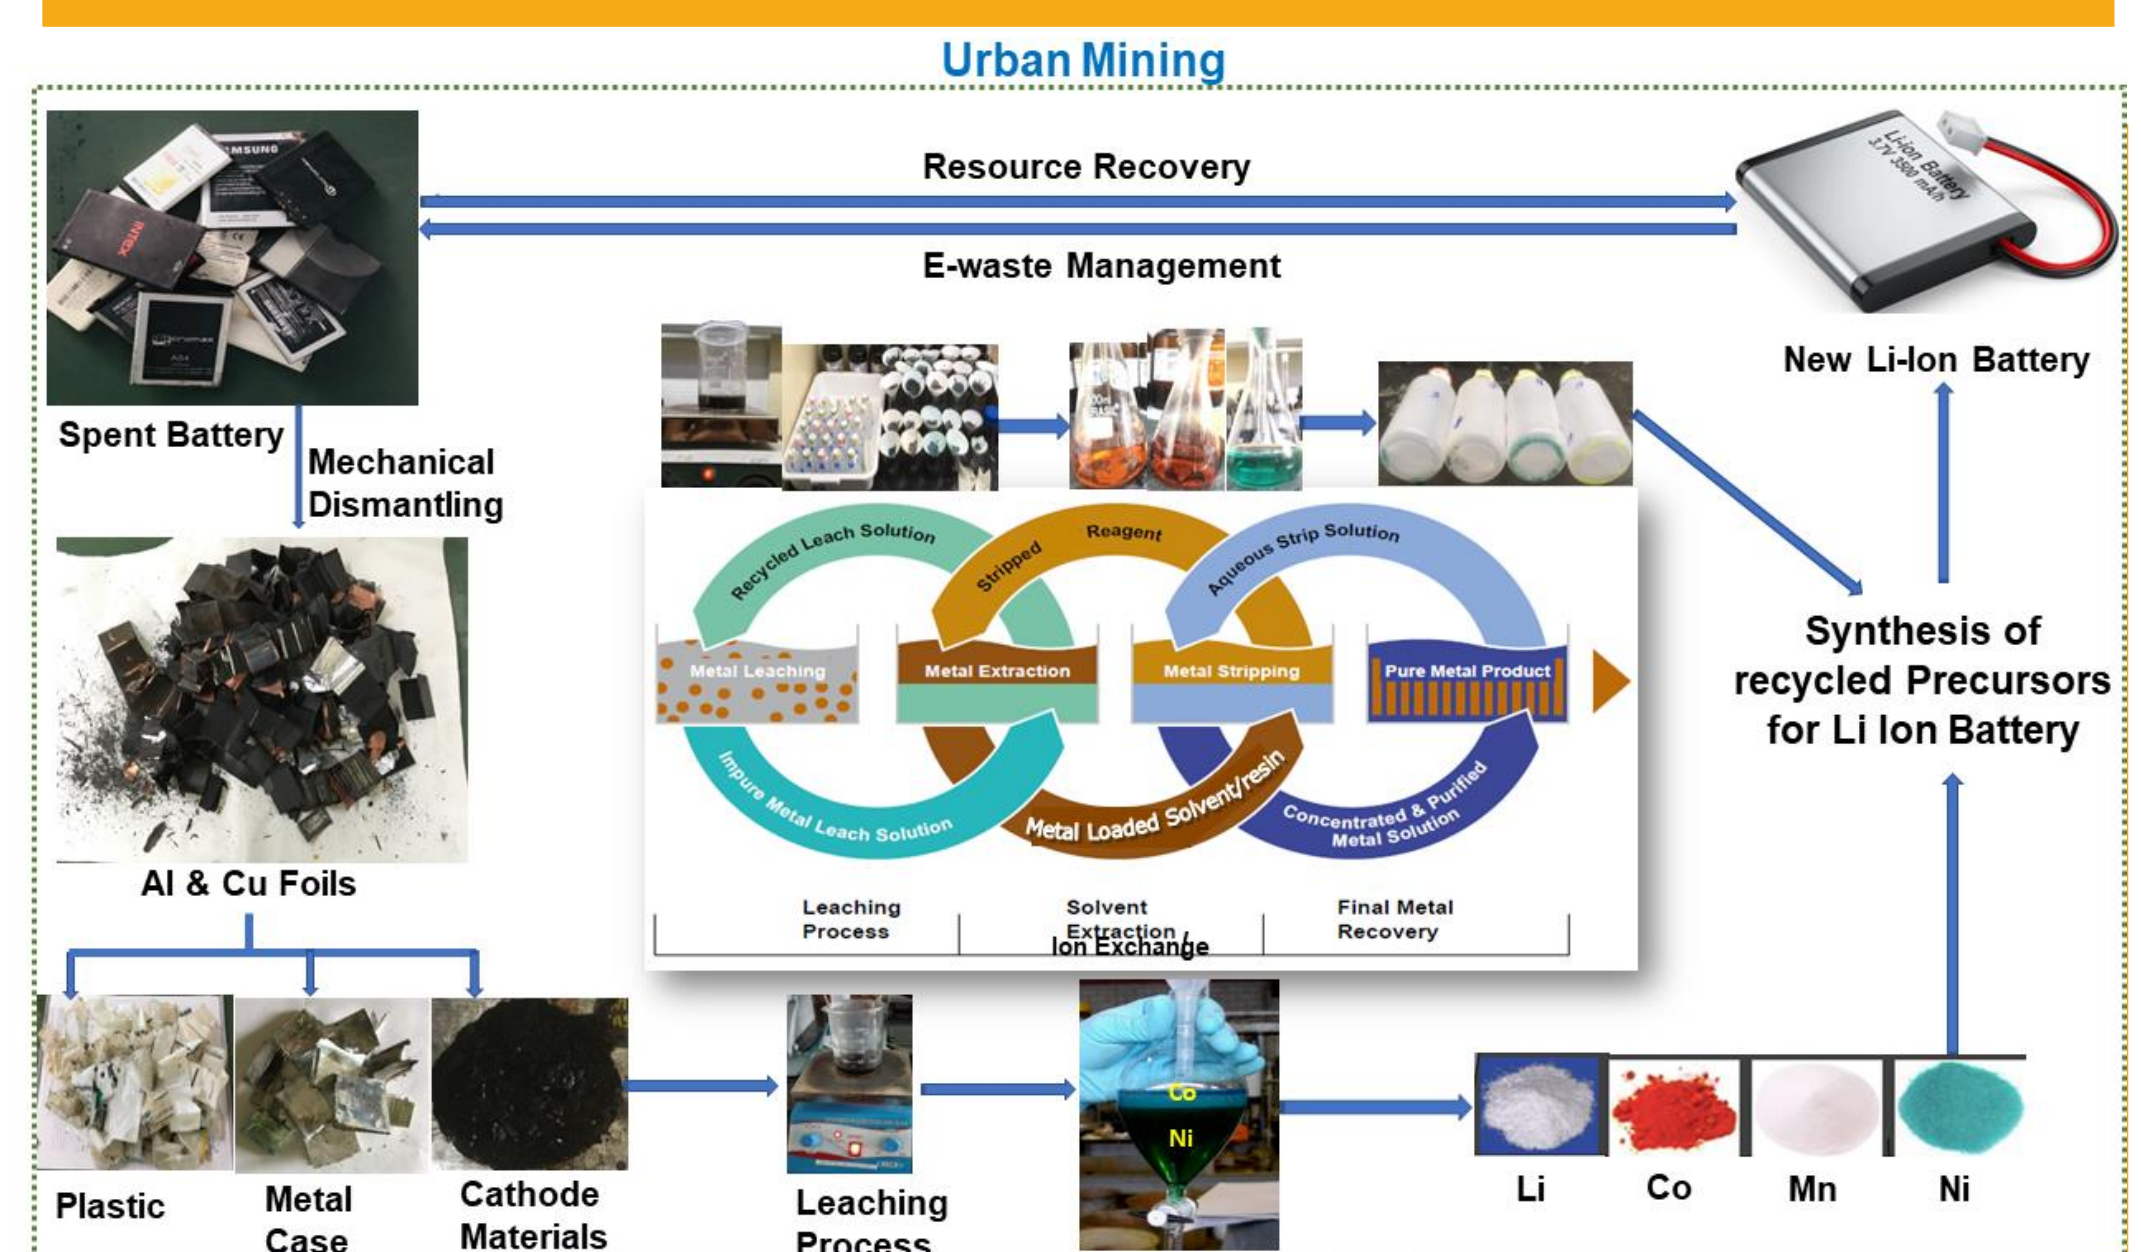 Urban Mining
Resource Recovery
E-waste Management
SAMSUNG
INTEX
Li-ion Battery
3.7V 3500 mA/h
New Li-Ion Battery
Spent Battery
Mechanical
Dismantling
Al & Cu Foils
Recycled Leach Solution
Stripped Reagent
Aqueous Strip Solution
Metal Leaching
Metal Extraction
Metal Stripping
Pure Metal Product
Impure Metal Leach Solution
Metal Loaded Solvent/resin
Concentrated & Purified
Metal Solution
Leaching
Process
Solvent
Extraction /
Ion Exchange
Final Metal
Recovery
Synthesis of
recycled Precursors
for Li Ion Battery
Plastic
Metal
Case
Cathode
Materials
Leaching
Process
Co
Ni
Li
Co
Mn
Ni